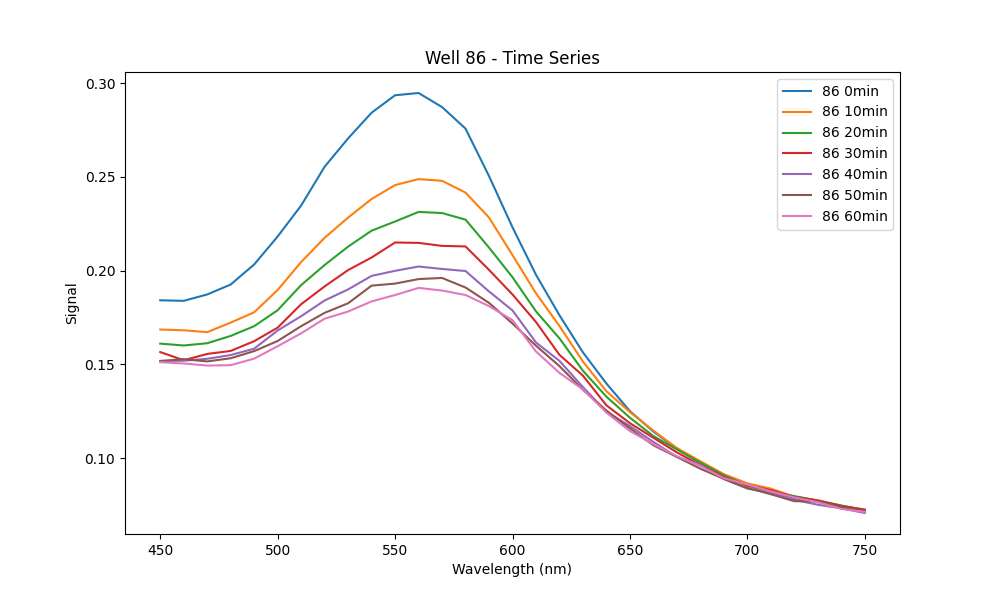 Well 86 - Time Series
0.30
0.25
0.20
0.15
0.10
Signal
450
500
550
600
650
700
750
Wavelength (nm)
86 0min
86 10min
86 20min
86 30min
86 40min
86 50min
86 60min